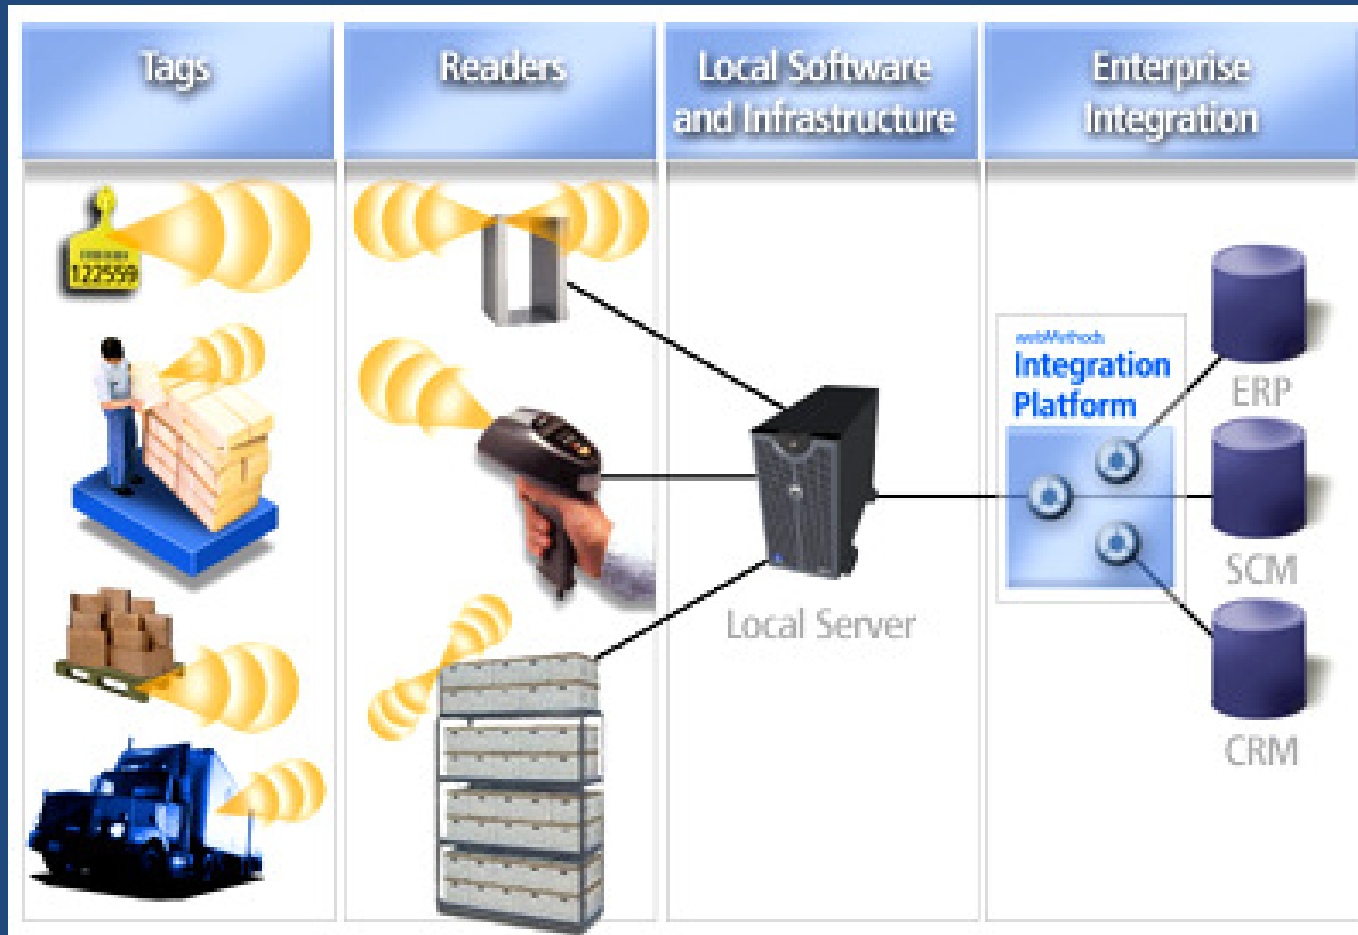 Tags
Readers
Local Software
and Infrastructure
Enterprise
Integration
122559
webMethods
Integration
Platform
ERP
SCM
CRM
Local Server